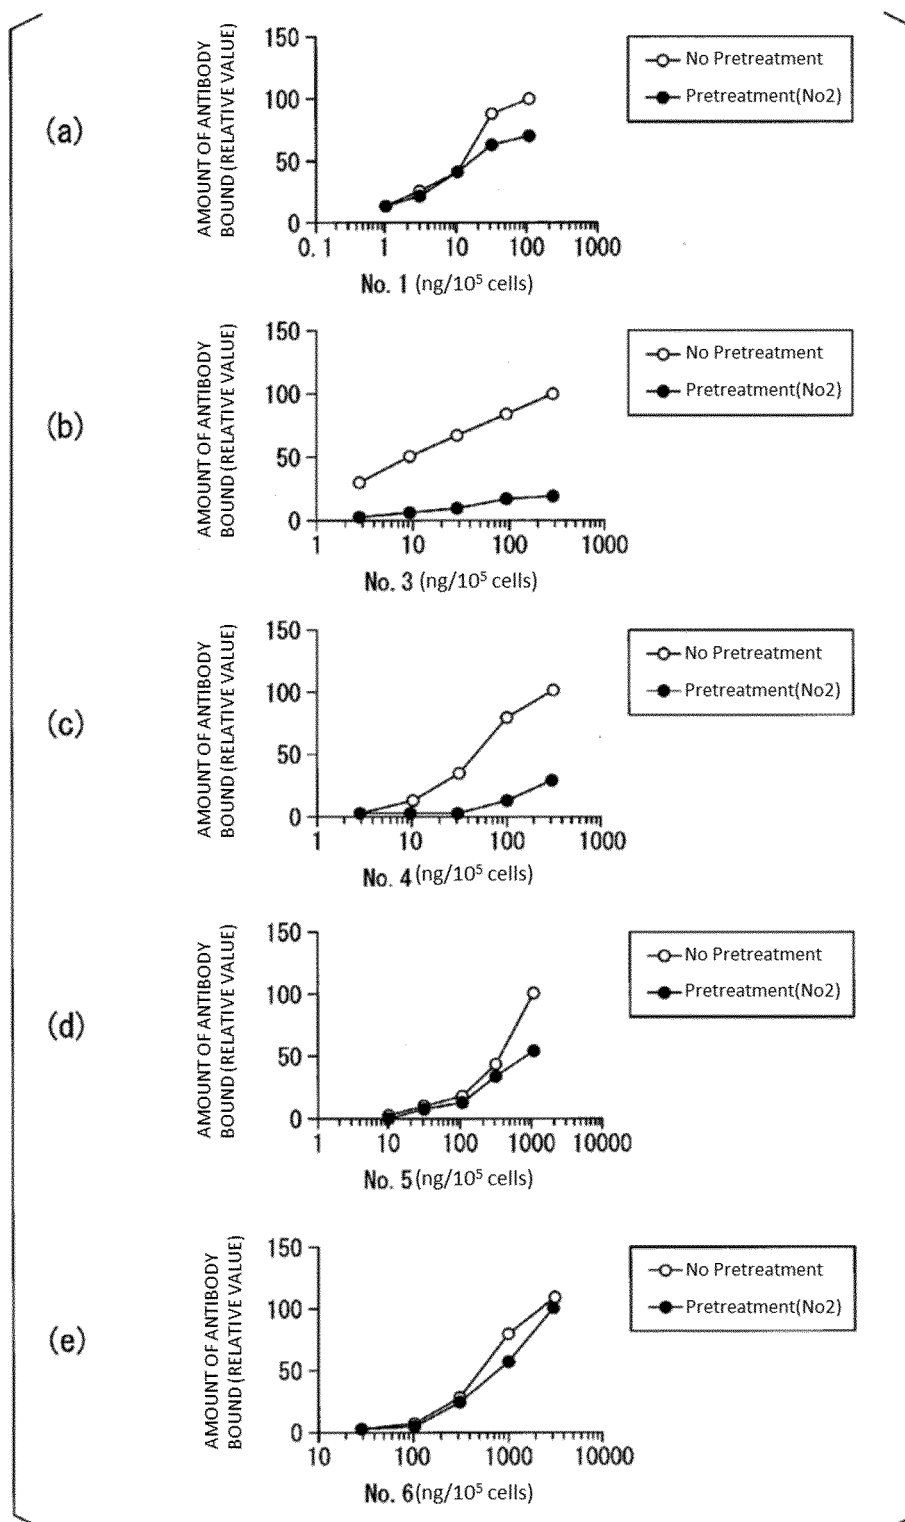 (a)
AMOUNT OF ANTIBODY
BOUND (RELATIVE VALUE)
150
100
50
0
0.1 1 10 100 1000
No. 1 (ng/10⁵ cells)
No Pretreatment
Pretreatment(No2)
(b)
AMOUNT OF ANTIBODY
BOUND (RELATIVE VALUE)
150
100
50
0
1 10 100 1000
No. 3 (ng/10⁵ cells)
No Pretreatment
Pretreatment(No2)
(c)
AMOUNT OF ANTIBODY
BOUND (RELATIVE VALUE)
150
100
50
0
1 10 100 1000
No. 4 (ng/10⁵ cells)
No Pretreatment
Pretreatment(No2)
(d)
AMOUNT OF ANTIBODY
BOUND (RELATIVE VALUE)
150
100
50
0
1 10 100 1000 10000
No. 5 (ng/10⁵ cells)
No Pretreatment
Pretreatment(No2)
(e)
AMOUNT OF ANTIBODY
BOUND (RELATIVE VALUE)
150
100
50
0
10 100 1000 10000
No. 6 (ng/10⁵ cells)
No Pretreatment
Pretreatment(No2)